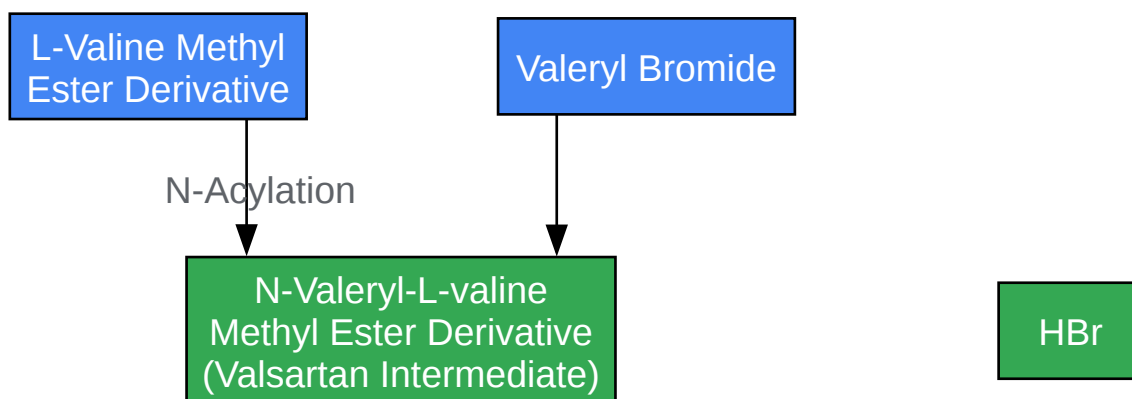 L-Valine Methyl
Ester Derivative
Valeryl Bromide
N-Acylation
N-Valeryl-L-valine
Methyl Ester Derivative
(Valsartan Intermediate)
HBr